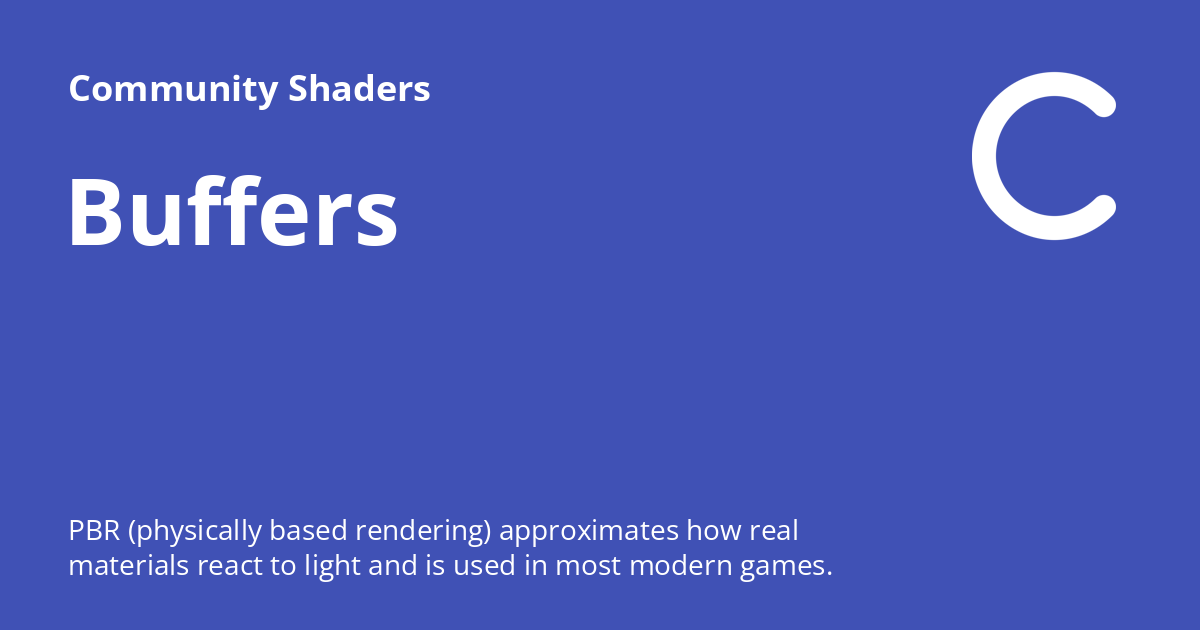 Community Shaders
Buffers
PBR (physically based rendering) approximates how real
materials react to light and is used in most modern games.